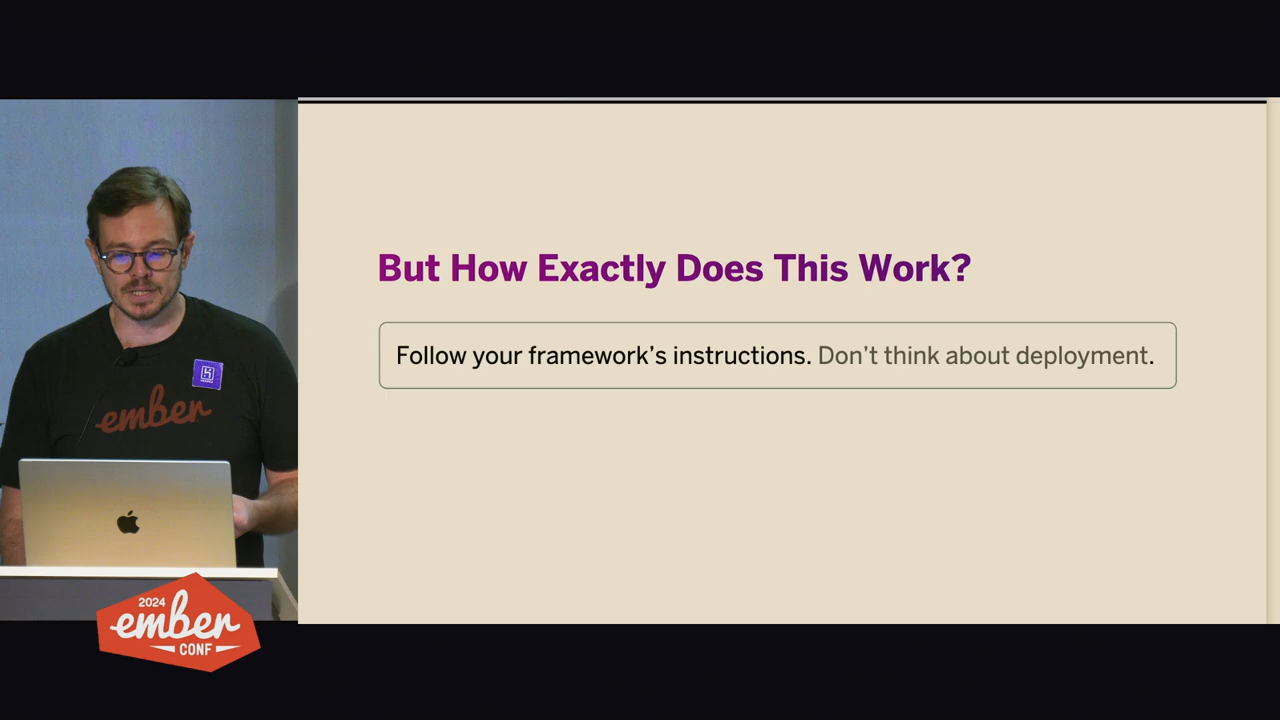 But How Exactly Does This Work?
Follow your framework’s instructions. Don’t think about deployment.
ember
2024
ember
CONF